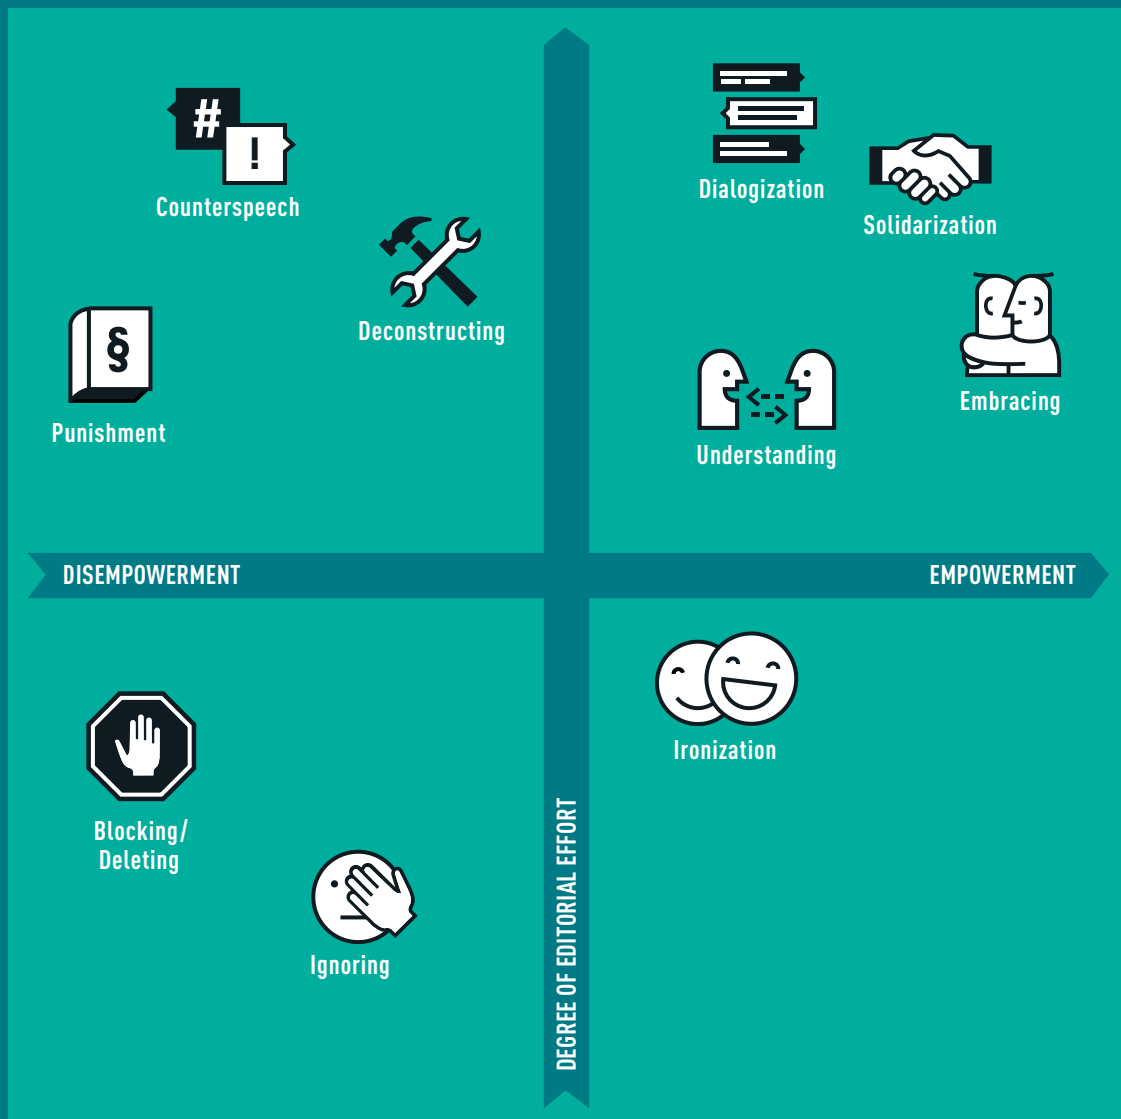 #
!
Counterspeech
Deconstructing
§
Punishment
Dialogization
Solidarization
Embracing
Understanding
DISEMPOWERMENT
EMPOWERMENT
Ironization
Blocking/
Deleting
Ignoring
DEGREE OF EDITORIAL EFFORT